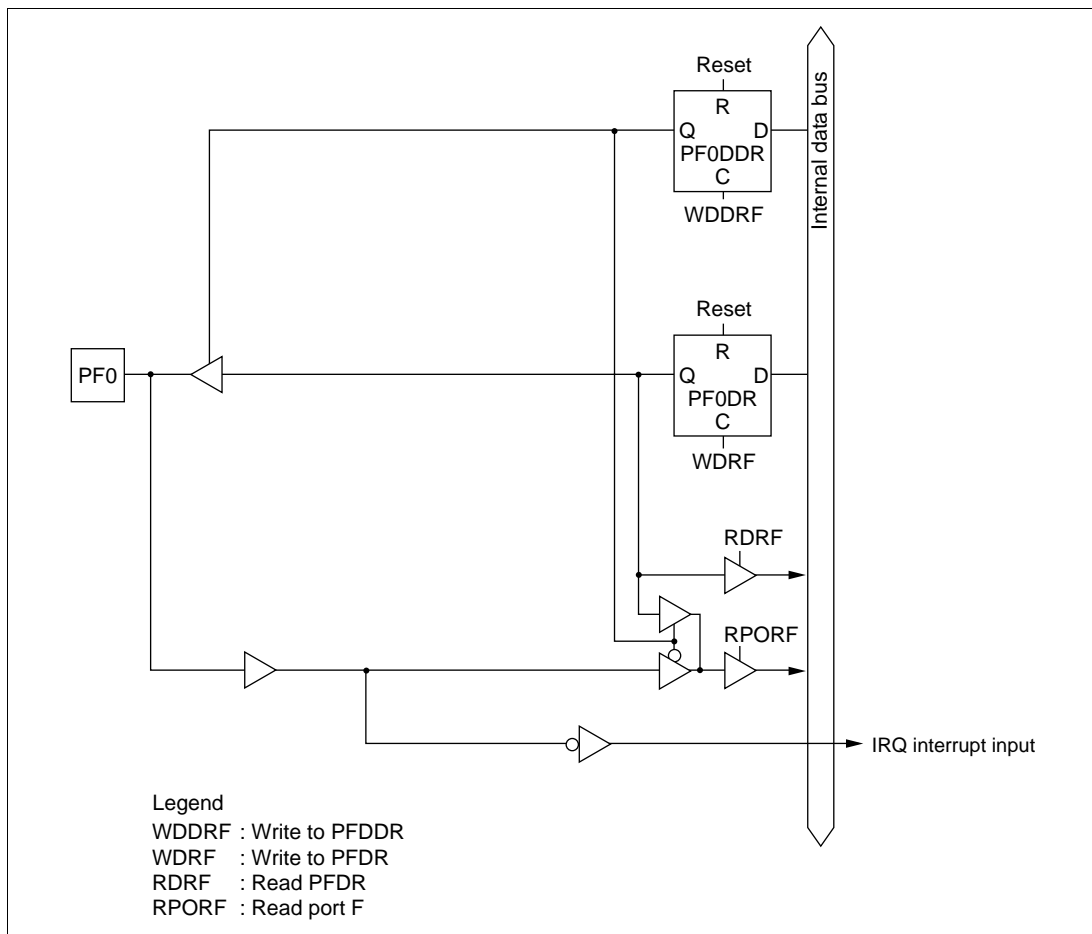 Reset
R
Q D
PF0DDR
C
WDDRF
Internal data bus
Reset
R
PF0
Q D
PF0DR
C
WDRF
RDRF
RPORF
IRQ interrupt input
Legend
WDDRF : Write to PFDDR
WDRF : Write to PFDR
RDRF : Read PFDR
RPORF : Read port F